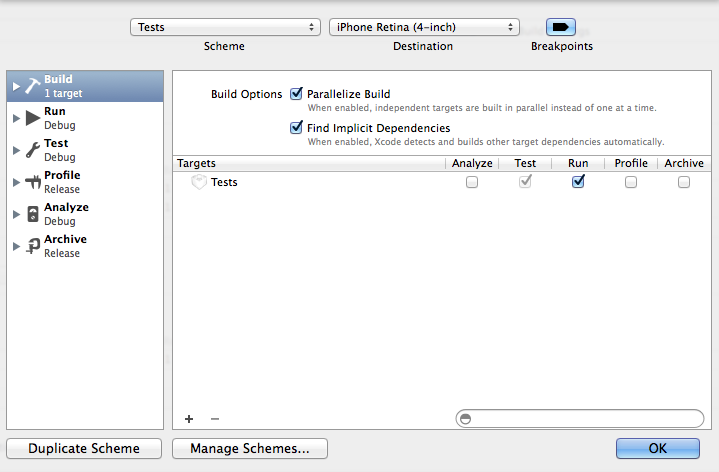 Tests
iPhone Retina (4-inch)
Scheme
Destination
Breakpoints
Build
1 target
Run
Debug
Test
Debug
Profile
Release
Analyze
Debug
Archive
Release
Build Options
Parallelize Build
When enabled, independent targets are built in parallel instead of one at a time.
Find Implicit Dependencies
When enabled, Xcode detects and builds other target dependencies automatically.
Targets Analyze Test Run Profile Archive
Tests
Duplicate Scheme
Manage Schemes...
OK